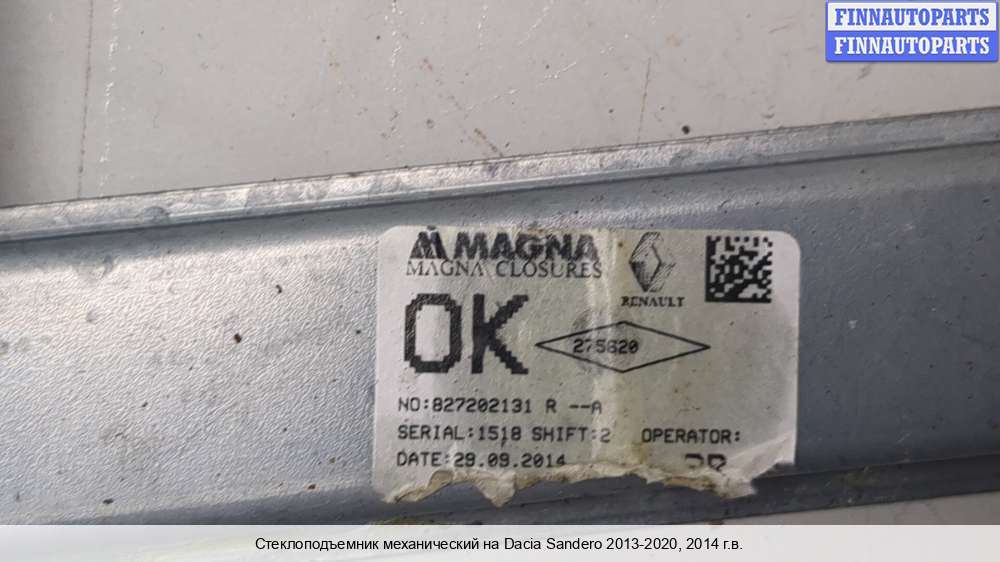 FINNAUTOPARTS
FINNAUTOPARTS
MAGNA
MAGNA CLOSURES
RENAULT
OK
275620
NO:827202131 R --A
SERIAL:1518 SHIFT:2 OPERATOR:
DATE:29.09.2014
Стеклоподъемник механический на Dacia Sandero 2013-2020, 2014 г.в.